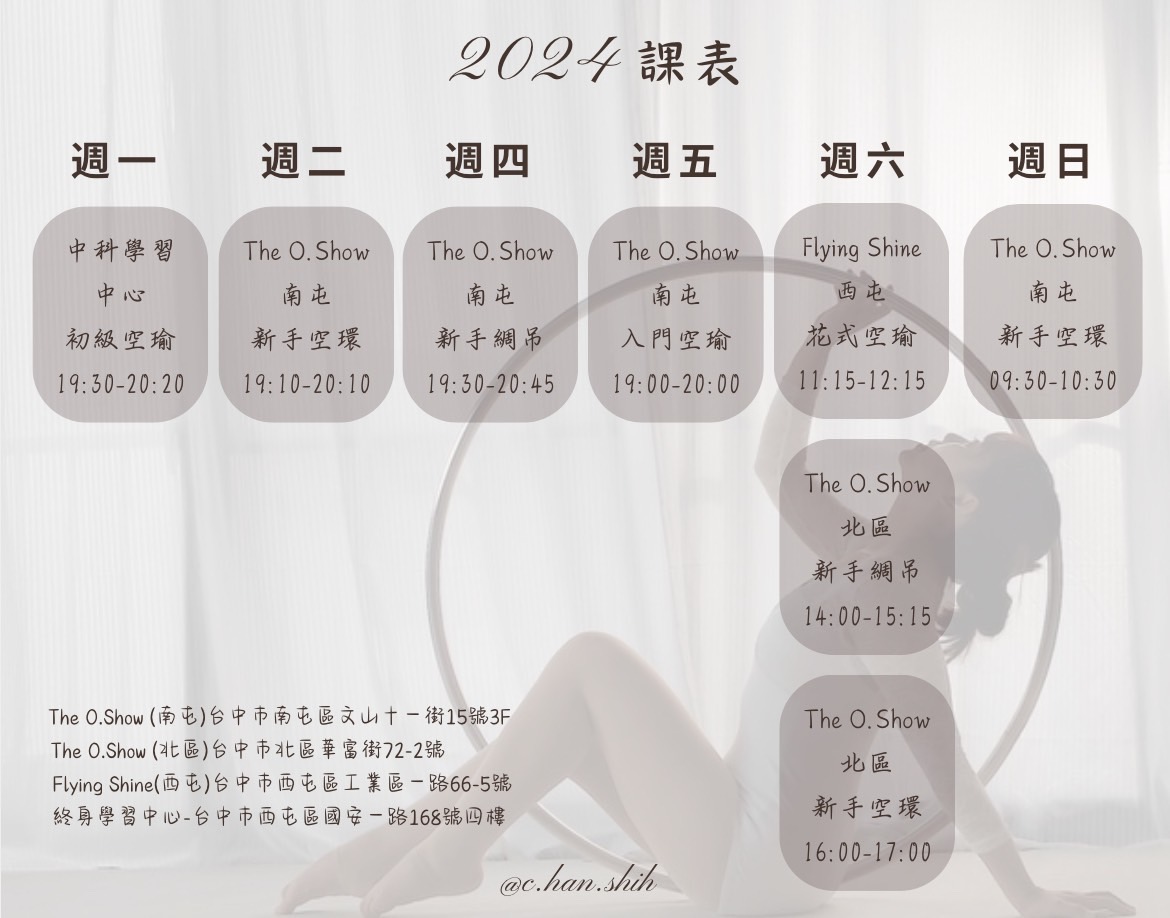 2024 課表
週一
中科學習
中心
初級空瑜
19:30-20:20
週二
The O.Show
南屯
新手空環
19:10-20:10
週四
The O.Show
南屯
新手綢吊
19:30-20:45
週五
The O.Show
南屯
入門空瑜
19:00-20:00
週六
Flying Shine
西屯
花式空瑜
11:15-12:15
The O.Show
北區
新手綢吊
14:00-15:15
The O.Show
北區
新手空環
16:00-17:00
週日
The O.Show
南屯
新手空環
09:30-10:30
The O.Show (南屯)台中市南屯區文山十一街15號3F
The O.Show (北區)台中市北區華富街72-2號
Flying Shine(西屯)台中市西屯區工業區一路66-5號
終身學習中心-台中市西屯區國安一路168號四樓
@c.han.shih